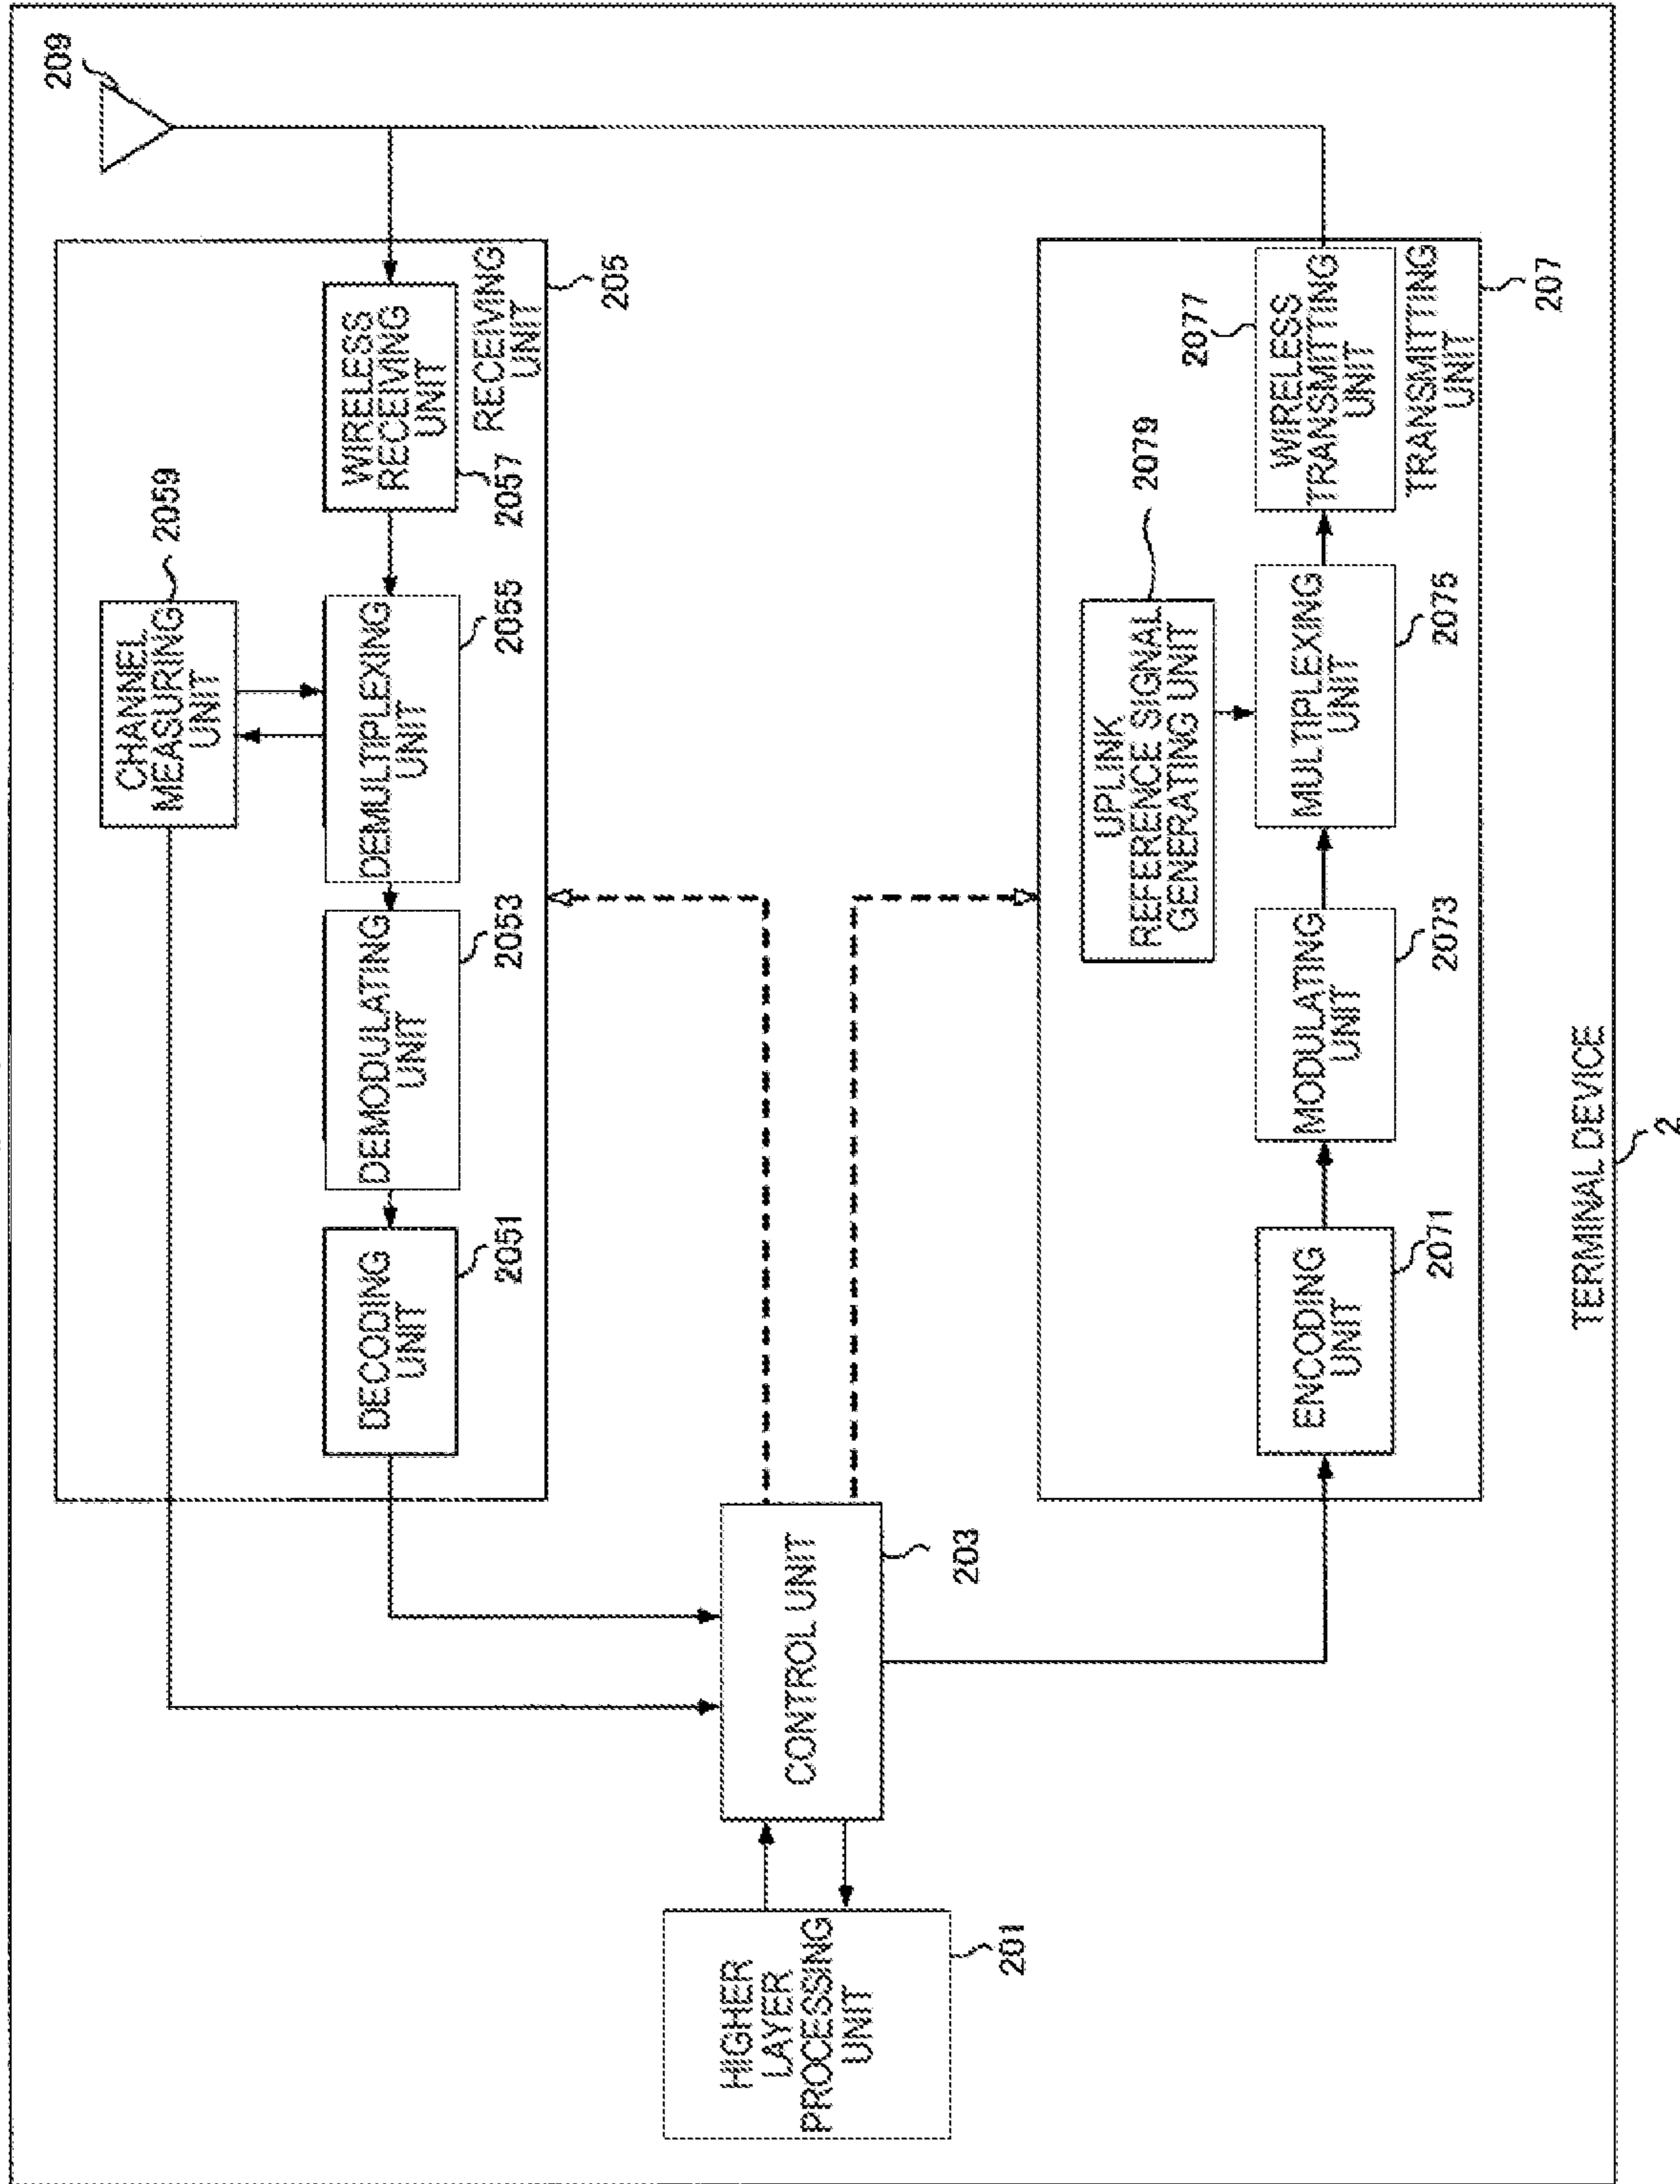 TERMINAL DEVICE
2
HIGHER
LAYER
PROCESSING
UNIT
201
CONTROL UNIT
203
RECEIVING
UNIT
205
DECODING
UNIT
2051
DEMODULATING
UNIT
2053
DEMULTIPLEXING
UNIT
2055
CHANNEL
MEASURING
UNIT
2059
WIRELESS
RECEIVING
UNIT
2057
209
TRANSMITTING
UNIT
207
ENCODING
UNIT
2071
MODULATING
UNIT
2073
MULTIPLEXING
UNIT
2075
UPLINK
REFERENCE SIGNAL
GENERATING UNIT
2079
WIRELESS
TRANSMITTING
UNIT
2077